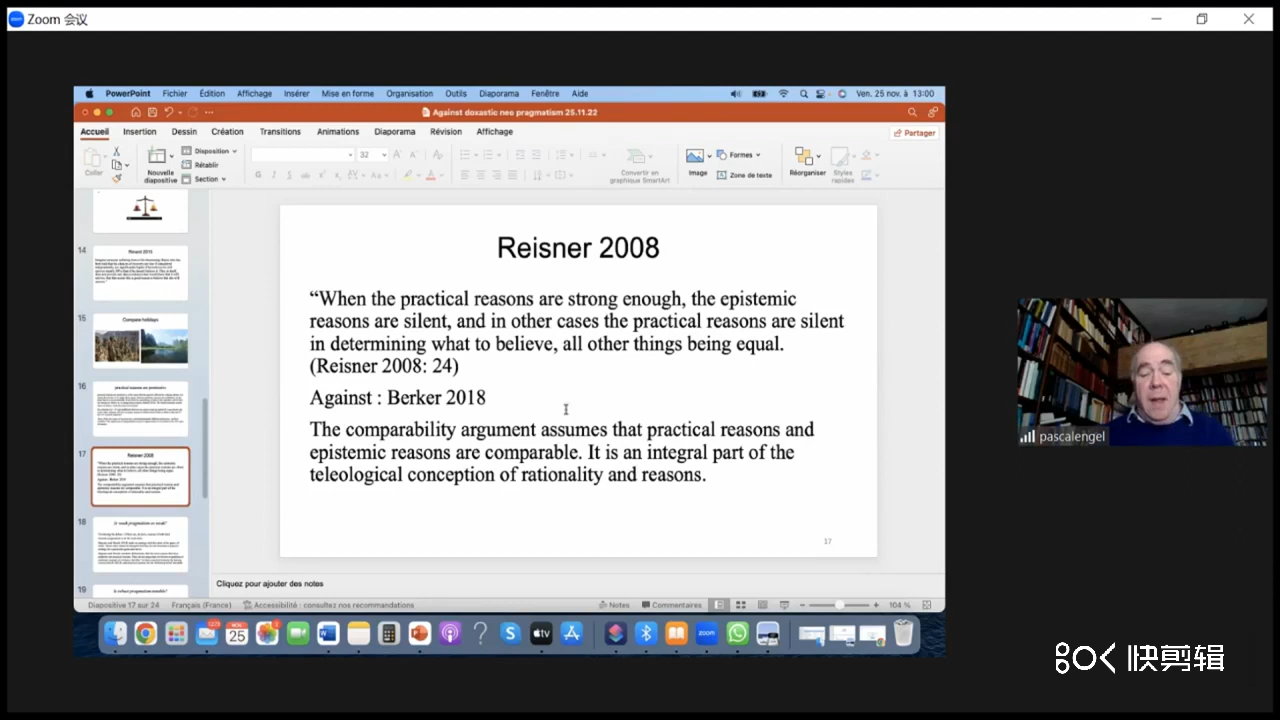 Zoom 会议
PowerPoint Fichier Édition Affichage Insérer Mise en forme Organisation Outils Diaporama Fenêtre Aide Ven. 25 nov. à 13:00
Against doxastic neo pragmatism 25.11.22
Accueil Insertion Dessin Création Transitions Animations Diaporama Révision Affichage Partager
Coller
Nouvelle diapositive
Disposition
Rétablir
Section
32
Convertir en graphique SmartArt
Image
Formes
Zone de texte
Réorganiser
Styles rapides
14
Reisner 2008
“When the practical reasons are strong enough, the epistemic
reasons are silent, and in other cases the practical reasons are silent
in determining what to believe, all other things being equal.
(Reisner 2008: 24)
Against : Berker 2018
The comparability argument assumes that practical reasons and
epistemic reasons are comparable. It is an integral part of the
teleological conception of rationality and reasons.
17
15
Compare holidays
16
practical reasons are permissive
17
Reisner 2008
18
Is weak pragmatism so weak?
19
Is robust pragmatism tenable?
Cliquez pour ajouter des notes
Diapositive 17 sur 24 Français (France) Accessibilité : consultez nos recommandations Notes Commentaires 104 %
NOV.
25
zoom
pascalengel
快剪辑